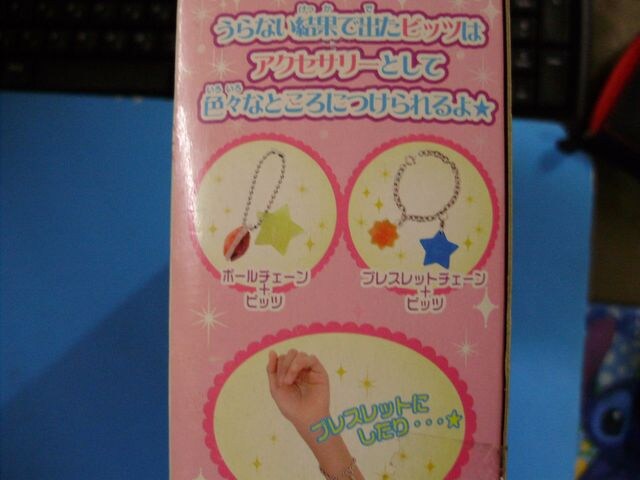 うらない結果で出たピッツは
アクセサリーとして
色々なところにつけられるよ★
ボールチェーン
+
ピッツ
ブレスレットチェーン
+
ピッツ
ブレスレットに
したり・・・★